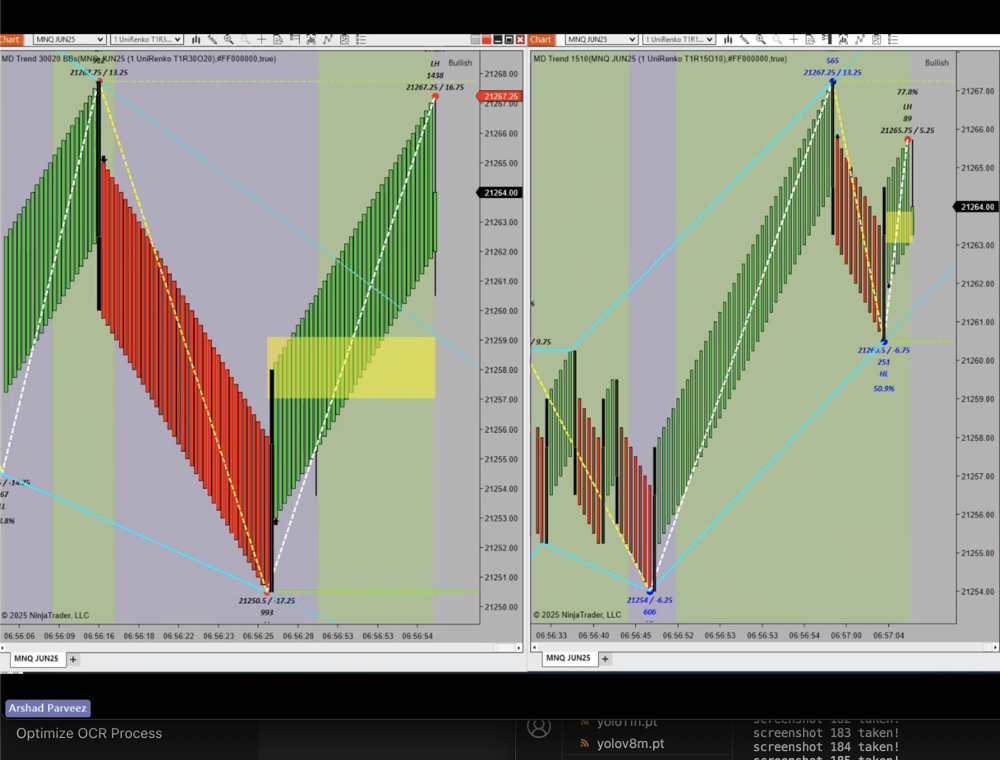 Chart MNQ JUN25 1 UniRenko T1R3...
MD Trend 30020 BBs(MNQ JUN25 (1 UniRenko T1R30O20),#FF000000,true)
Bullish
21267.75 / 13.25
LH
1438
21267.25 / 16.75
21268.00
21267.25
21267.00
21266.00
21265.00
21264.00
21263.00
21262.00
21261.00
21260.00
21259.00
21258.00
21257.00
21256.00
21255.00
21254.00
21253.00
21252.00
21251.00
21250.00
/ -14.75
67
21250.5 / -17.25
993
© 2025 NinjaTrader, LLC
06:56:06 06:56:09 06:56:16 06:56:18 06:56:22 06:56:23 06:56:28 06:56:53 06:56:53 06:56:54
MNQ JUN25 +
Chart MNQ JUN25 1 UniRenko T1R1...
MD Trend 1510(MNQ JUN25 (1 UniRenko T1R15O10),#FF000000,true)
Bullish
565
21267.25 / 13.25
77.8%
LH
89
21265.75 / 5.25
21267.00
21266.00
21265.00
21264.00
21263.00
21262.00
21261.00
21260.00
21259.00
21258.00
21257.00
21256.00
21255.00
21254.00
/ 9.75
21260.5 / -6.75
251
HL
50.9%
21254 / -6.25
606
© 2025 NinjaTrader, LLC
06:56:33 06:56:40 06:56:45 06:56:52 06:56:53 06:56:53 06:56:54 06:57:00 06:57:04
MNQ JUN25 +
Arshad Parveez
Optimize OCR Process
yolo11n.pt
yolov8m.pt
screenshot 182 taken!
screenshot 183 taken!
screenshot 184 taken!
screenshot 185 taken!